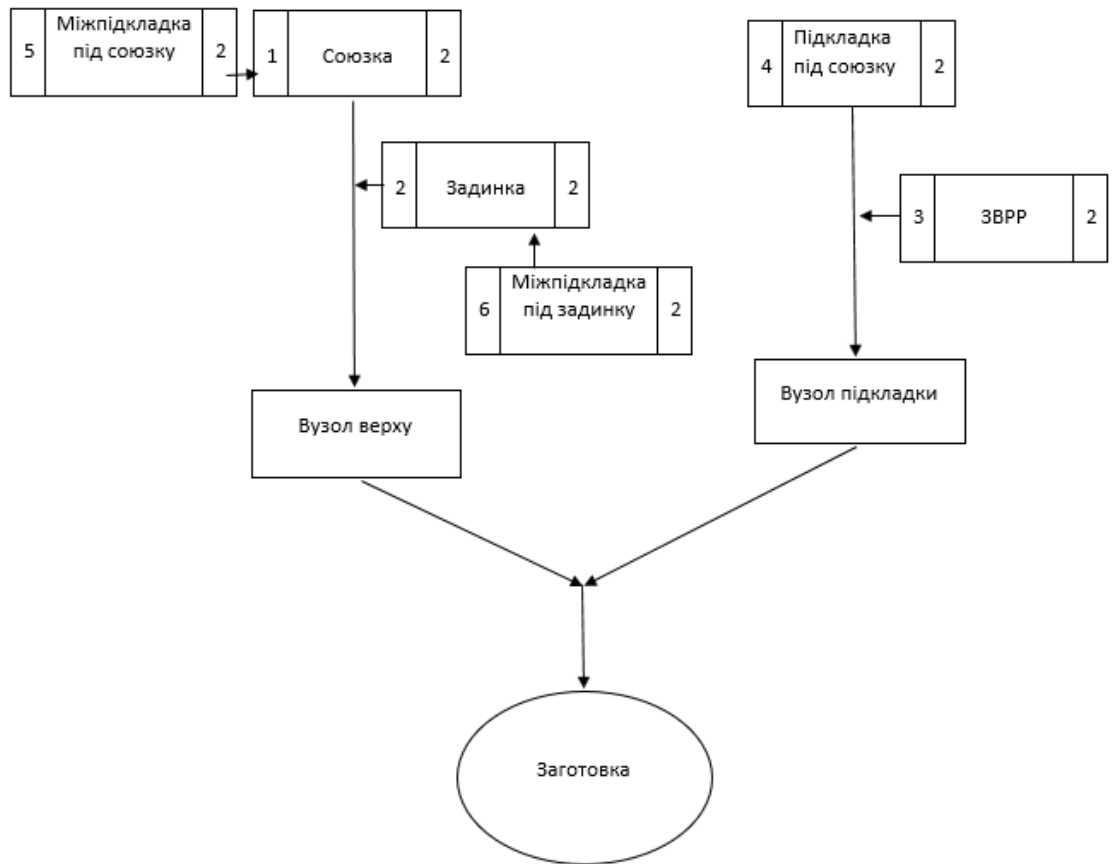 5
Міжпідкладка
під союзку
2
1
Союзка
2
4
Підкладка
під союзку
2
2
Задинка
2
3
ЗВРР
2
6
Міжпідкладка
під задинку
2
Вузол верху
Вузол підкладки
Заготовка